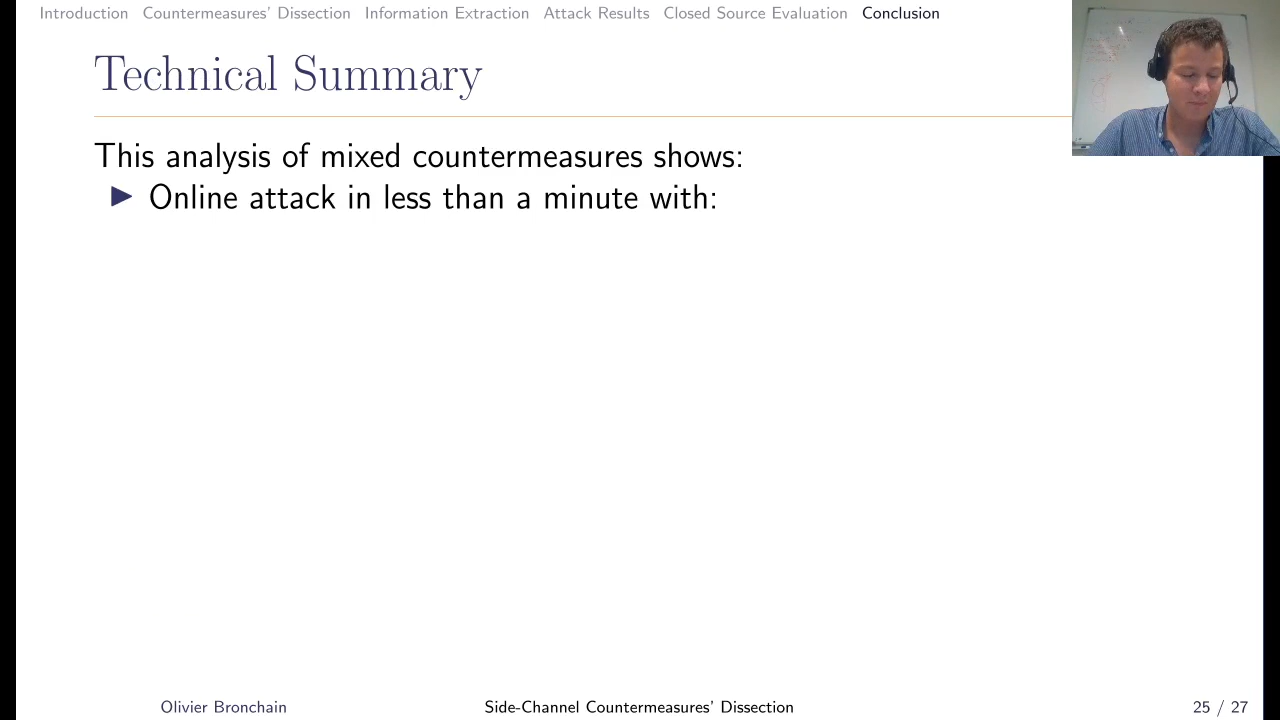 Introduction Countermeasures' Dissection Information Extraction Attack Results Closed Source Evaluation Conclusion
Technical Summary
This analysis of mixed countermeasures shows:
▶ Online attack in less than a minute with:
Olivier Bronchain Side-Channel Countermeasures' Dissection 25 / 27